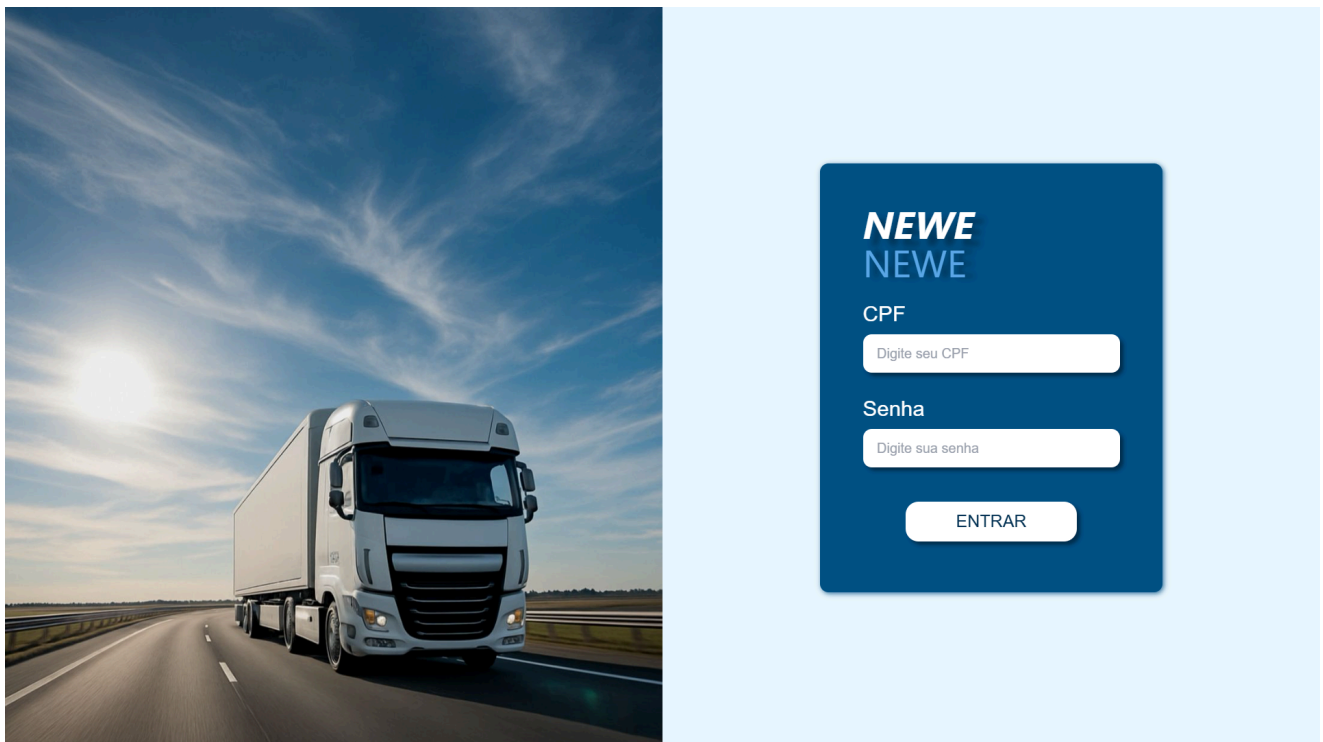 NEWE
NEWE
CPF
Digite seu CPF
Senha
Digite sua senha
ENTRAR